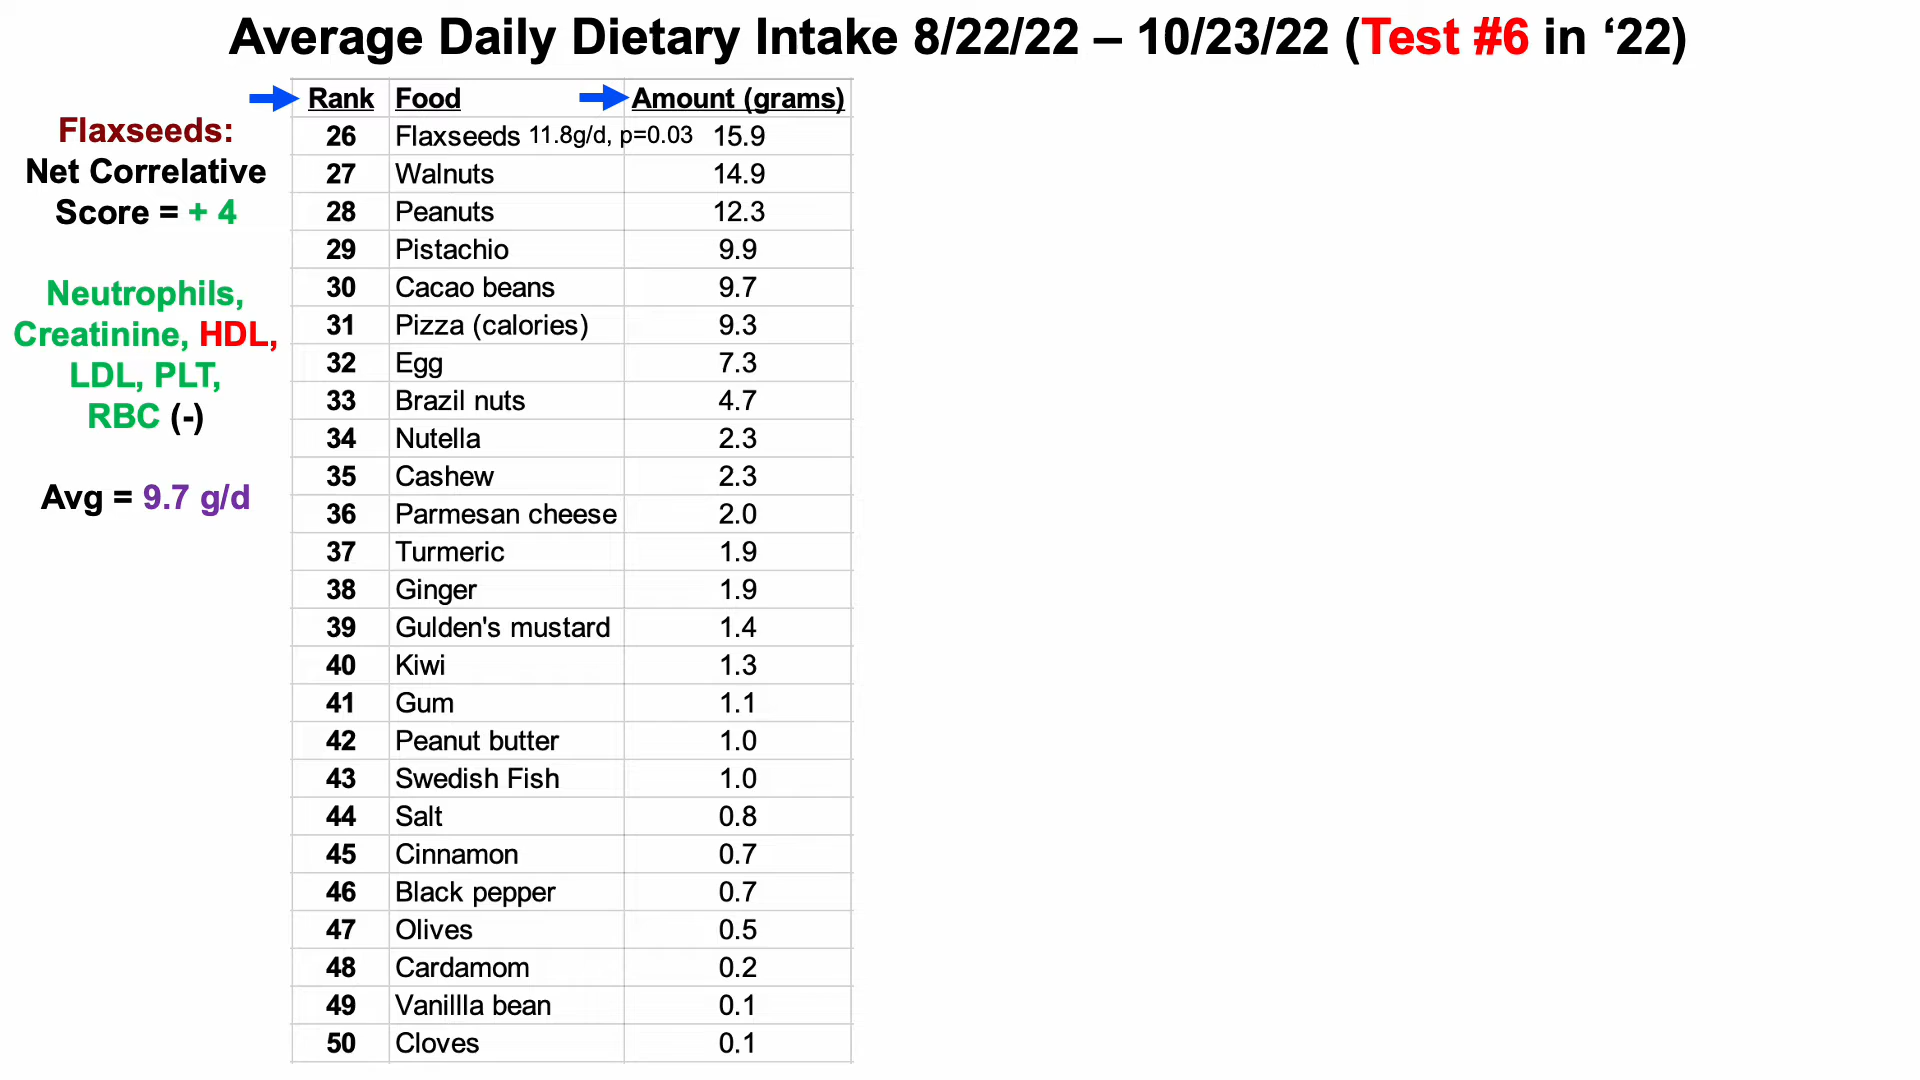 Average Daily Dietary Intake 8/22/22 – 10/23/22 (Test #6 in ‘22)
Flaxseeds:
Net Correlative
Score = + 4
Neutrophils,
Creatinine, HDL,
LDL, PLT,
RBC (-)
Avg = 9.7 g/d
Rank Food Amount (grams)
26 Flaxseeds 11.8g/d, p=0.03 15.9
27 Walnuts 14.9
28 Peanuts 12.3
29 Pistachio 9.9
30 Cacao beans 9.7
31 Pizza (calories) 9.3
32 Egg 7.3
33 Brazil nuts 4.7
34 Nutella 2.3
35 Cashew 2.3
36 Parmesan cheese 2.0
37 Turmeric 1.9
38 Ginger 1.9
39 Gulden's mustard 1.4
40 Kiwi 1.3
41 Gum 1.1
42 Peanut butter 1.0
43 Swedish Fish 1.0
44 Salt 0.8
45 Cinnamon 0.7
46 Black pepper 0.7
47 Olives 0.5
48 Cardamom 0.2
49 Vanillla bean 0.1
50 Cloves 0.1